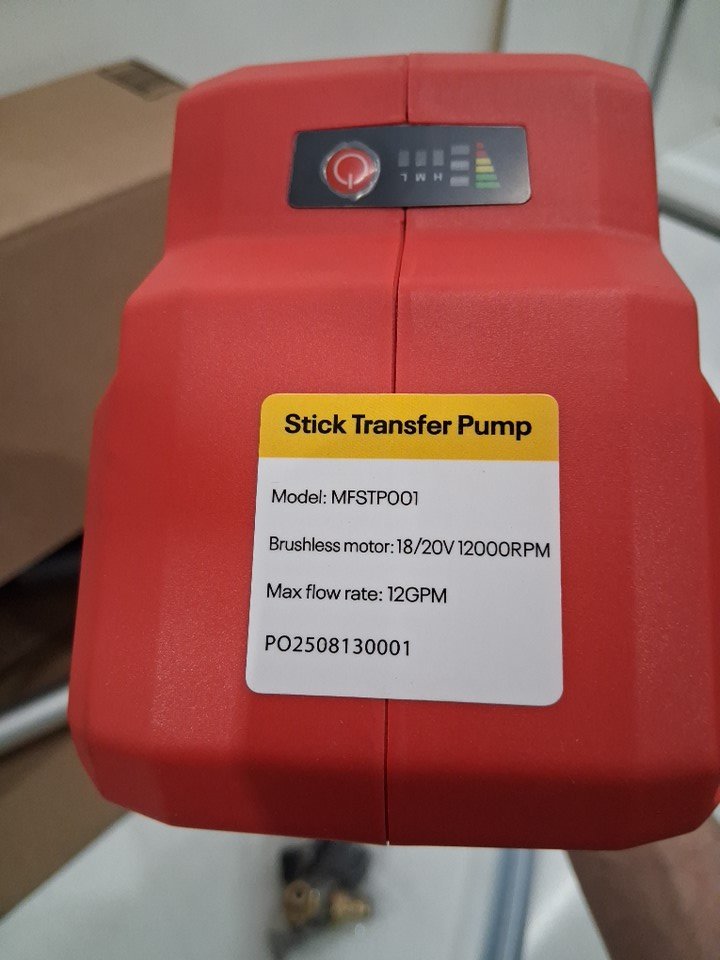 L M H
Stick Transfer Pump
Model: MFSTP001
Brushless motor: 18/20V 12000RPM
Max flow rate: 12GPM
PO2508130001